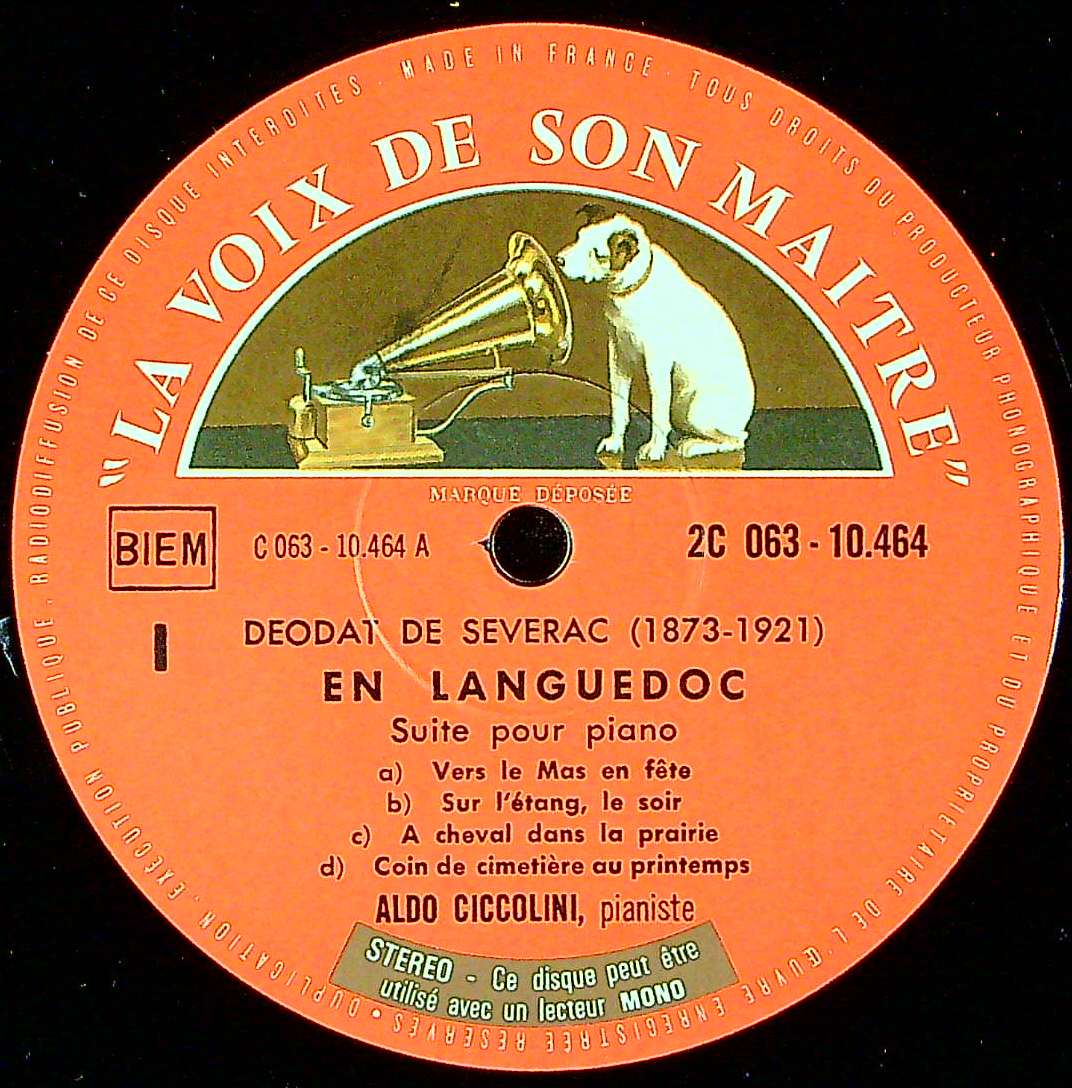 MADE IN FRANCE · TOUS DROITS DU PRODUCTEUR PHONOGRAPHIQUE ET DU PROPRIETAIRE DE L'ŒUVRE ENREGISTRÉE RÉSERVÉS • DUPLICATION, EXÉCUTION PUBLIQUE, RADIODIFFUSION DE CE DISQUE INTERDITES ·
"LA VOIX DE SON MAITRE"
MARQUE DÉPOSÉE
BIEM C 063 - 10.464 A 2C 063 - 10.464
I
DEODAT DE SEVERAC (1873-1921)
EN LANGUEDOC
Suite pour piano
a) Vers le Mas en fête
b) Sur l'étang, le soir
c) A cheval dans la prairie
d) Coin de cimetière au printemps
ALDO CICCOLINI, pianiste
STEREO - Ce disque peut être
utilisé avec un lecteur MONO